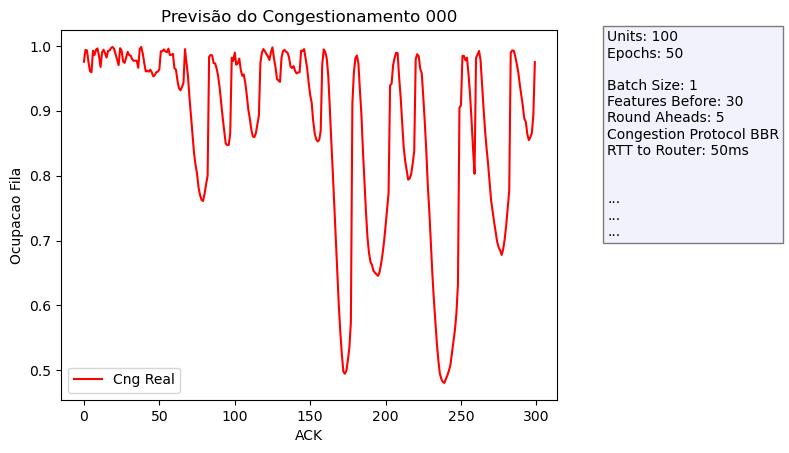 Previsão do Congestionamento 000
Ocupacao Fila
1.0
0.9
0.8
0.7
0.6
0.5
0
50
100
150
200
250
300
ACK
Cng Real
Units: 100
Epochs: 50
Batch Size: 1
Features Before: 30
Round Aheads: 5
Congestion Protocol BBR
RTT to Router: 50ms
...
...
...